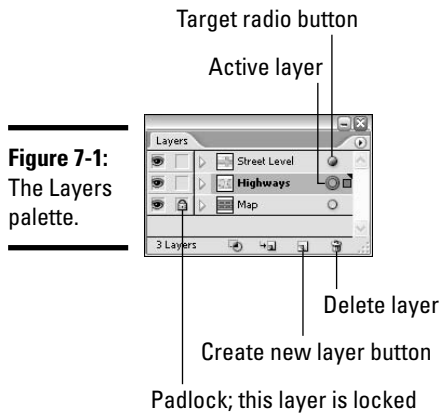 Target radio button
Active layer
Figure 7-1:
The Layers
palette.
Layers
Street Level
Highways
Map
3 Layers
Delete layer
Create new layer button
Padlock; this layer is locked